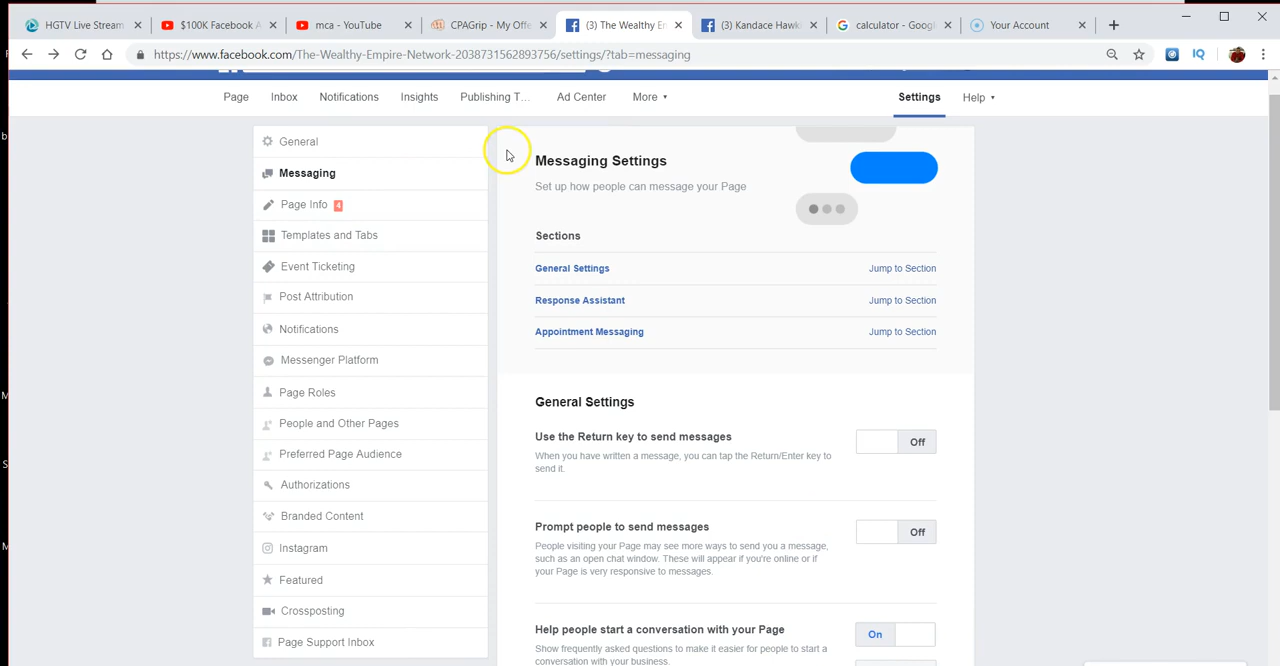 HGTV Live Stream
$100K Facebook A
mca - YouTube
CPAGrip - My Offe
(3) The Wealthy En
(3) Kandace Hawk
calculator - Google
Your Account
https://www.facebook.com/The-Wealthy-Empire-Network-2038731562893756/settings/?tab=messaging
IQ
Page
Inbox
Notifications
Insights
Publishing T...
Ad Center
More
Settings
Help
General
Messaging
Page Info 4
Templates and Tabs
Event Ticketing
Post Attribution
Notifications
Messenger Platform
Page Roles
People and Other Pages
Preferred Page Audience
Authorizations
Branded Content
Instagram
Featured
Crossposting
Page Support Inbox
Messaging Settings
Set up how people can message your Page
Sections
General Settings Jump to Section
Response Assistant Jump to Section
Appointment Messaging Jump to Section
General Settings
Use the Return key to send messages
Off
When you have written a message, you can tap the Return/Enter key to
send it.
Prompt people to send messages
Off
People visiting your Page may see more ways to send you a message,
such as an open chat window. These will appear if you're online or if
your Page is very responsive to messages.
Help people start a conversation with your Page
On
Show frequently asked questions to make it easier for people to start a
conversation with your business.